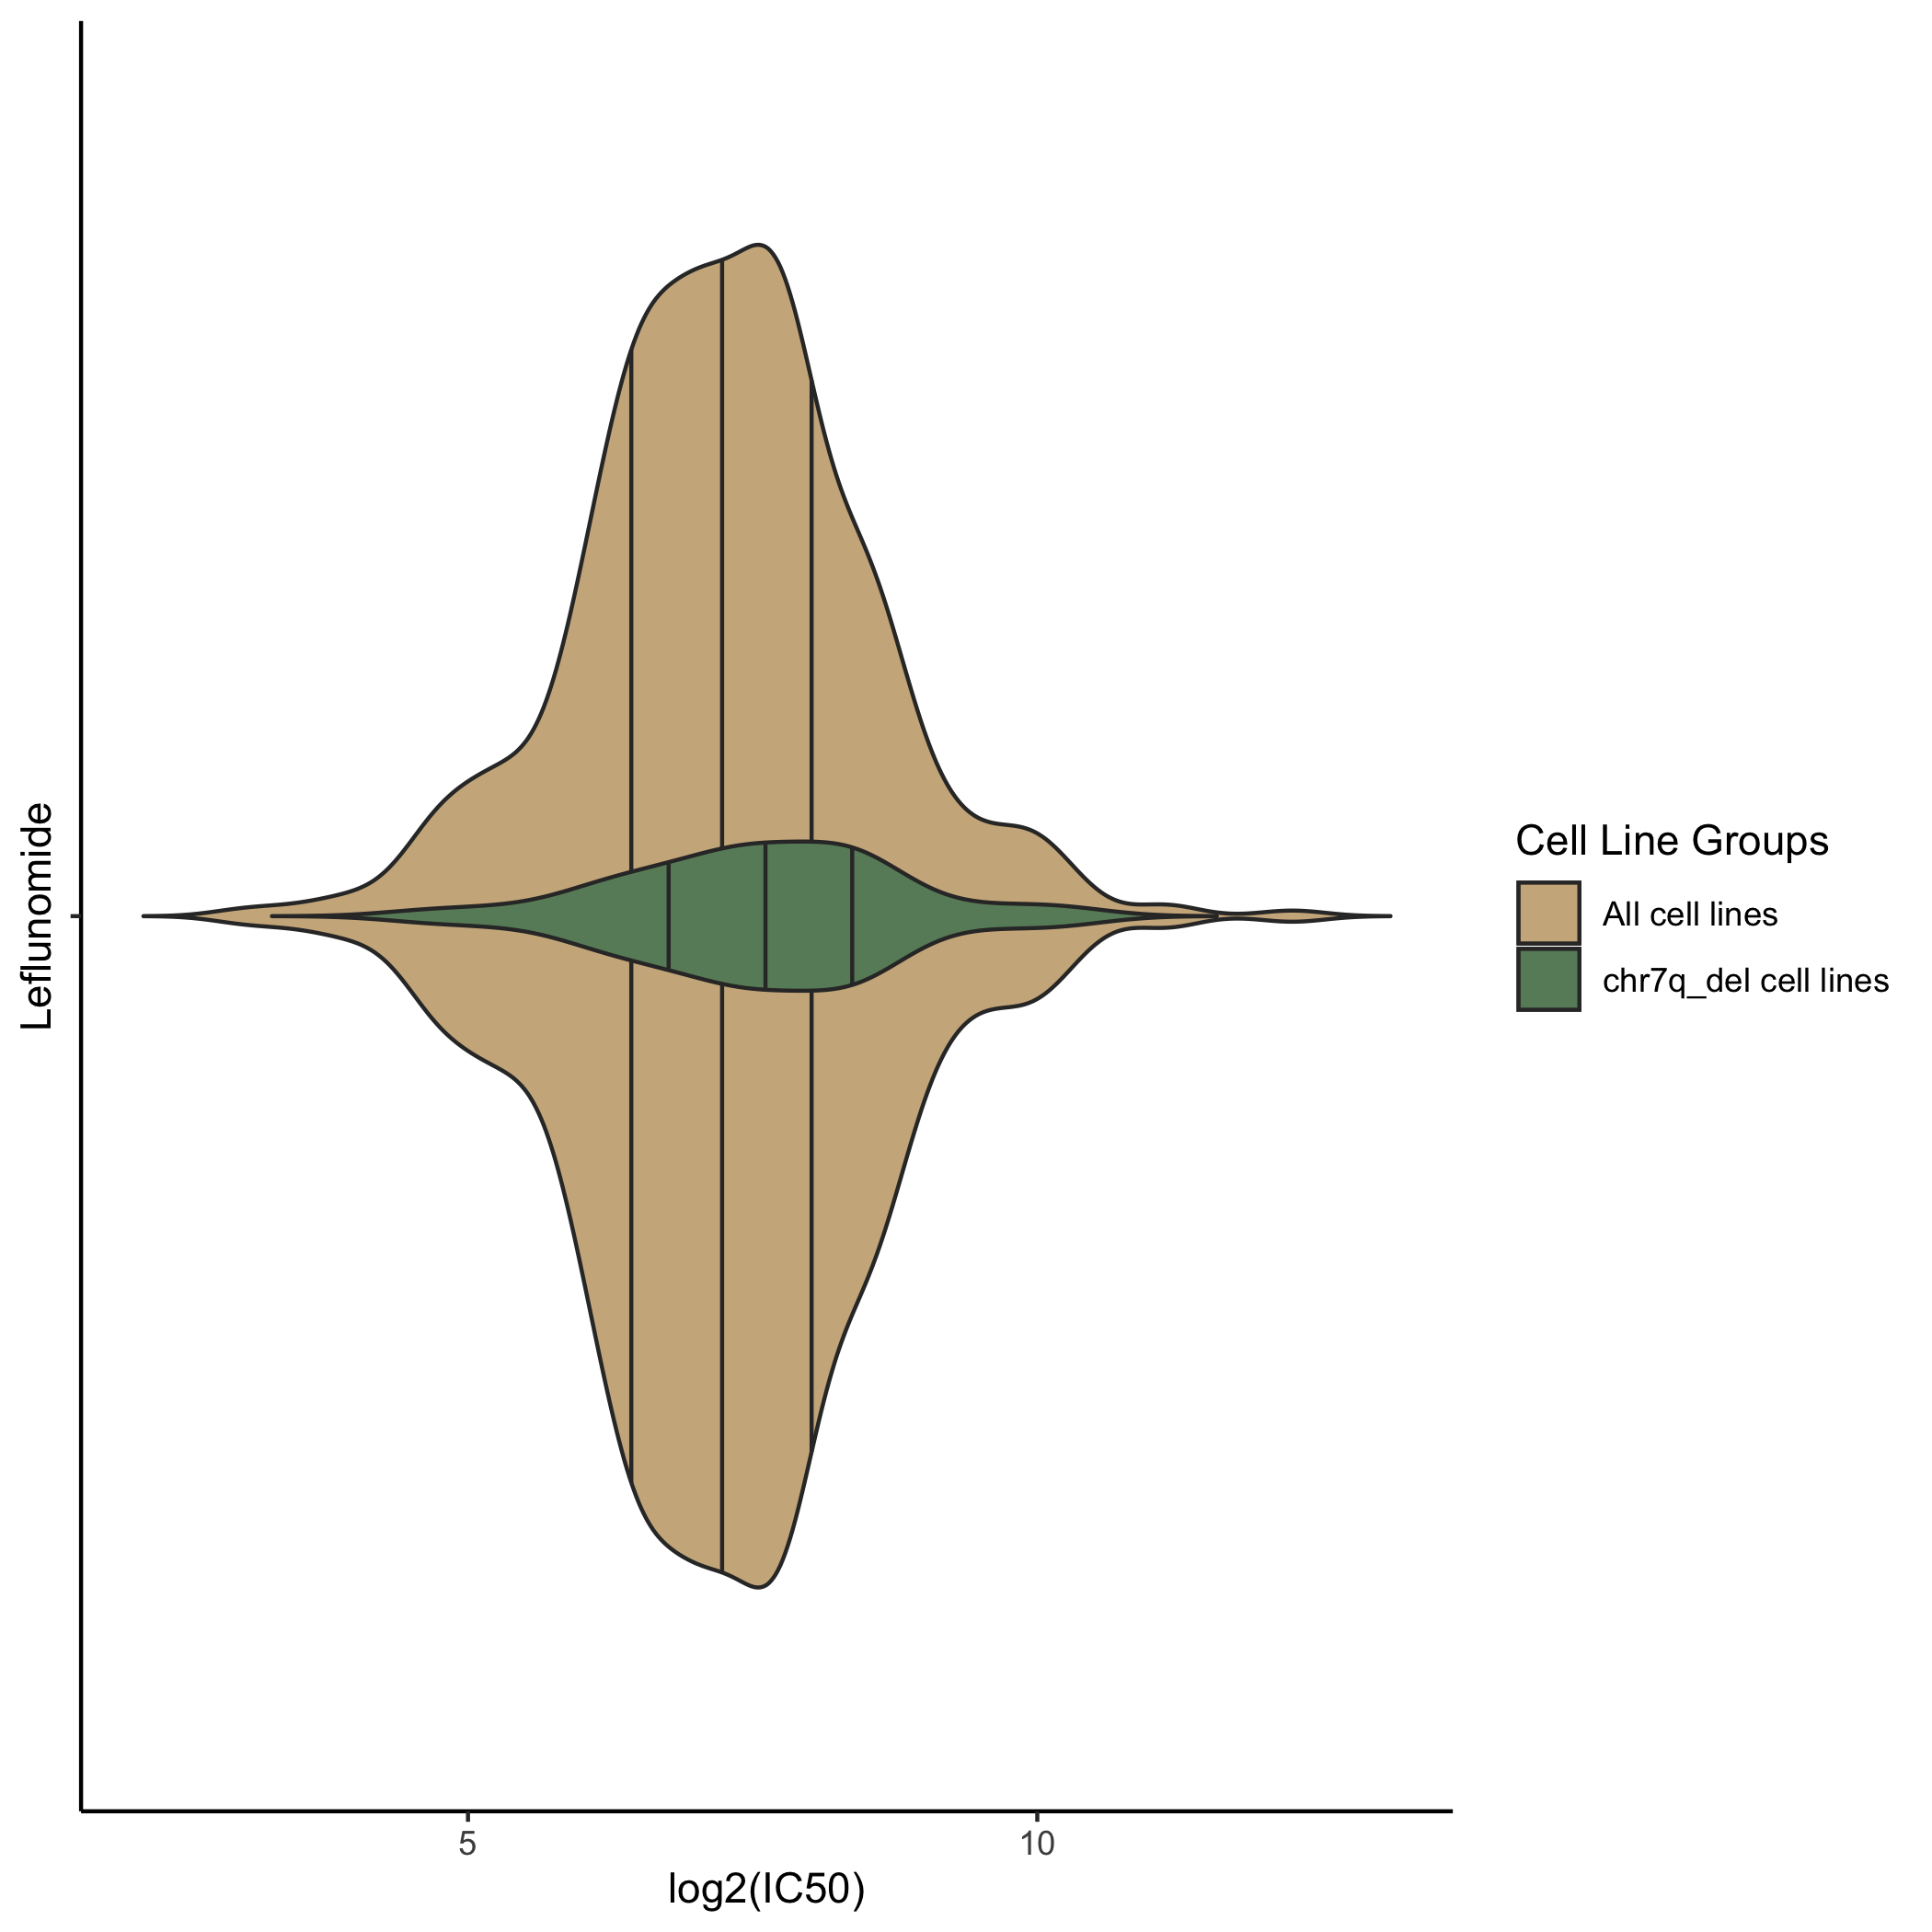 Leflunomide
5
10
log2(IC50)
Cell Line Groups
All cell lines
chr7q_del cell lines